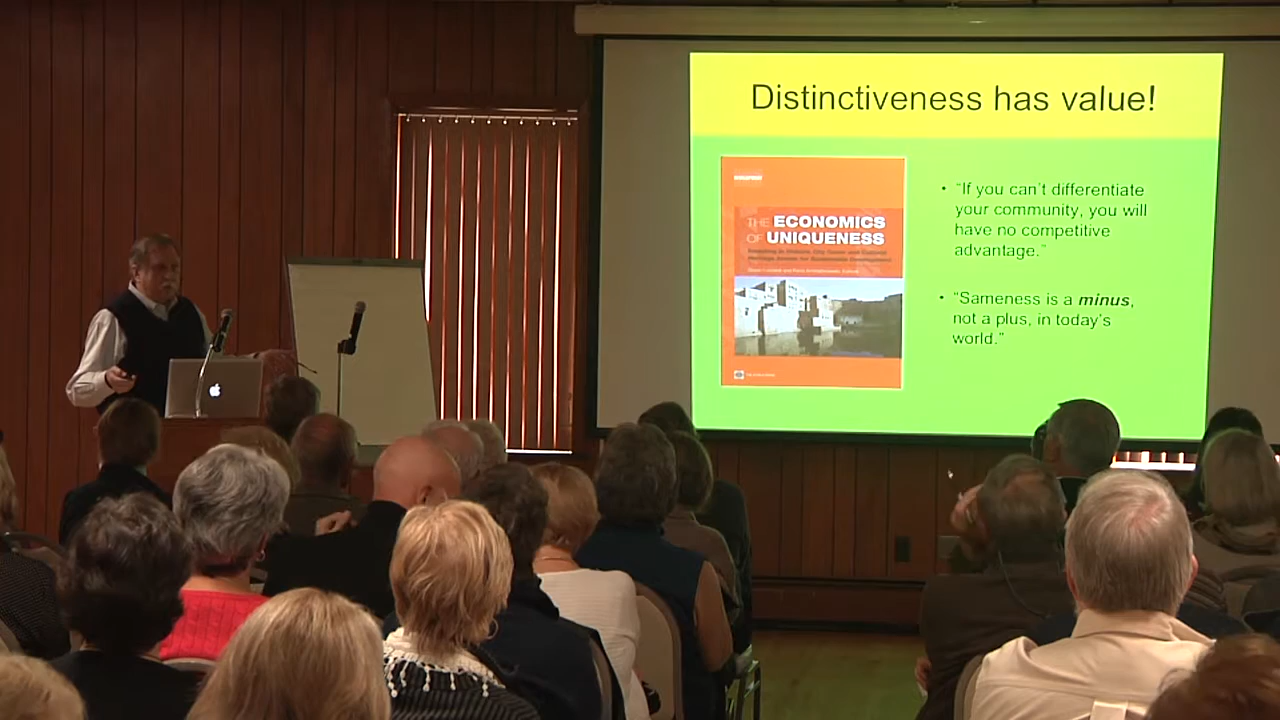 Distinctiveness has value!
THE ECONOMICS
OF UNIQUENESS
• “If you can’t differentiate
your community, you will
have no competitive
advantage.”
• “Sameness is a minus,
not a plus, in today’s
world.”